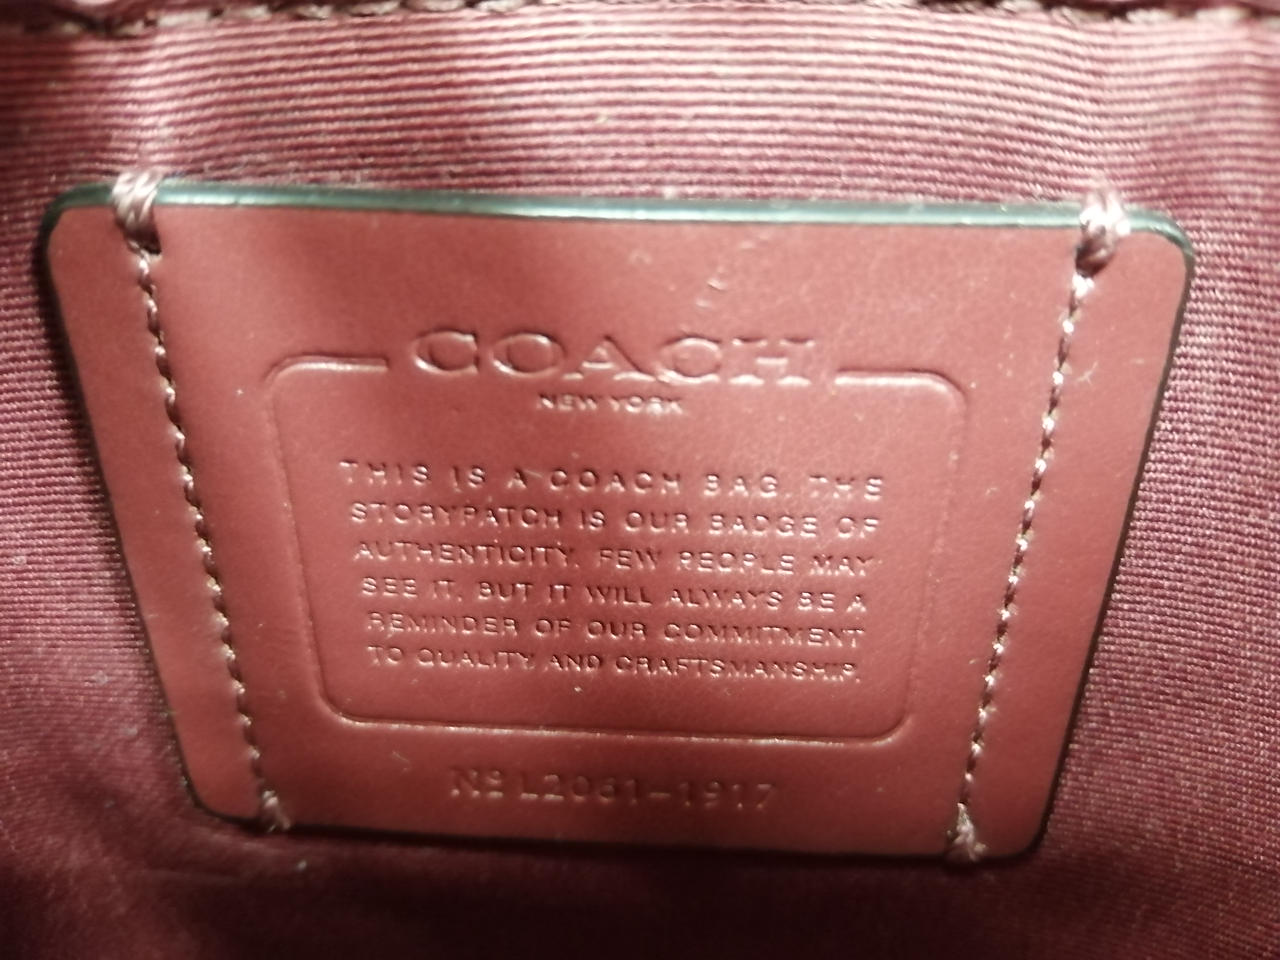 COACH
NEW YORK
THIS IS A COACH BAG. THE
STORYPATCH IS OUR BADGE OF
AUTHENTICITY. FEW PEOPLE MAY
SEE IT, BUT IT WILL ALWAYS BE A
REMINDER OF OUR COMMITMENT
TO QUALITY AND CRAFTSMANSHIP.
Nº L2061-1917